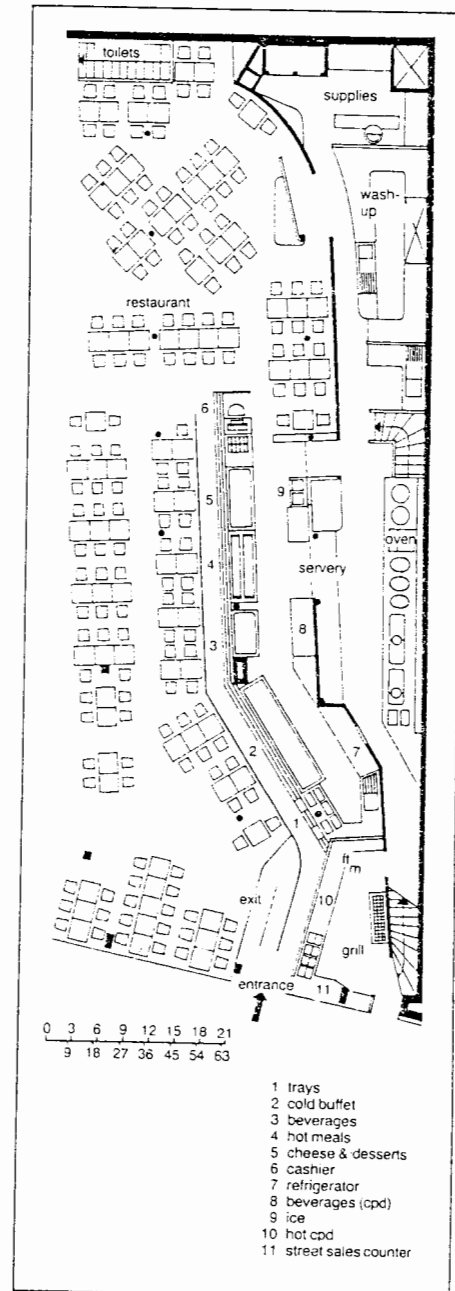 toilets
supplies
wash-
up
restaurant
6
5
4
3
2
1
9
servery
oven
8
7
ft
m
10
exit
grill
entrance
11
0 3 6 9 12 15 18 21
9 18 27 36 45 54 63
1 trays
2 cold buffet
3 beverages
4 hot meals
5 cheese & desserts
6 cashier
7 refrigerator
8 beverages (cpd)
9 ice
10 hot cpd
11 street sales counter